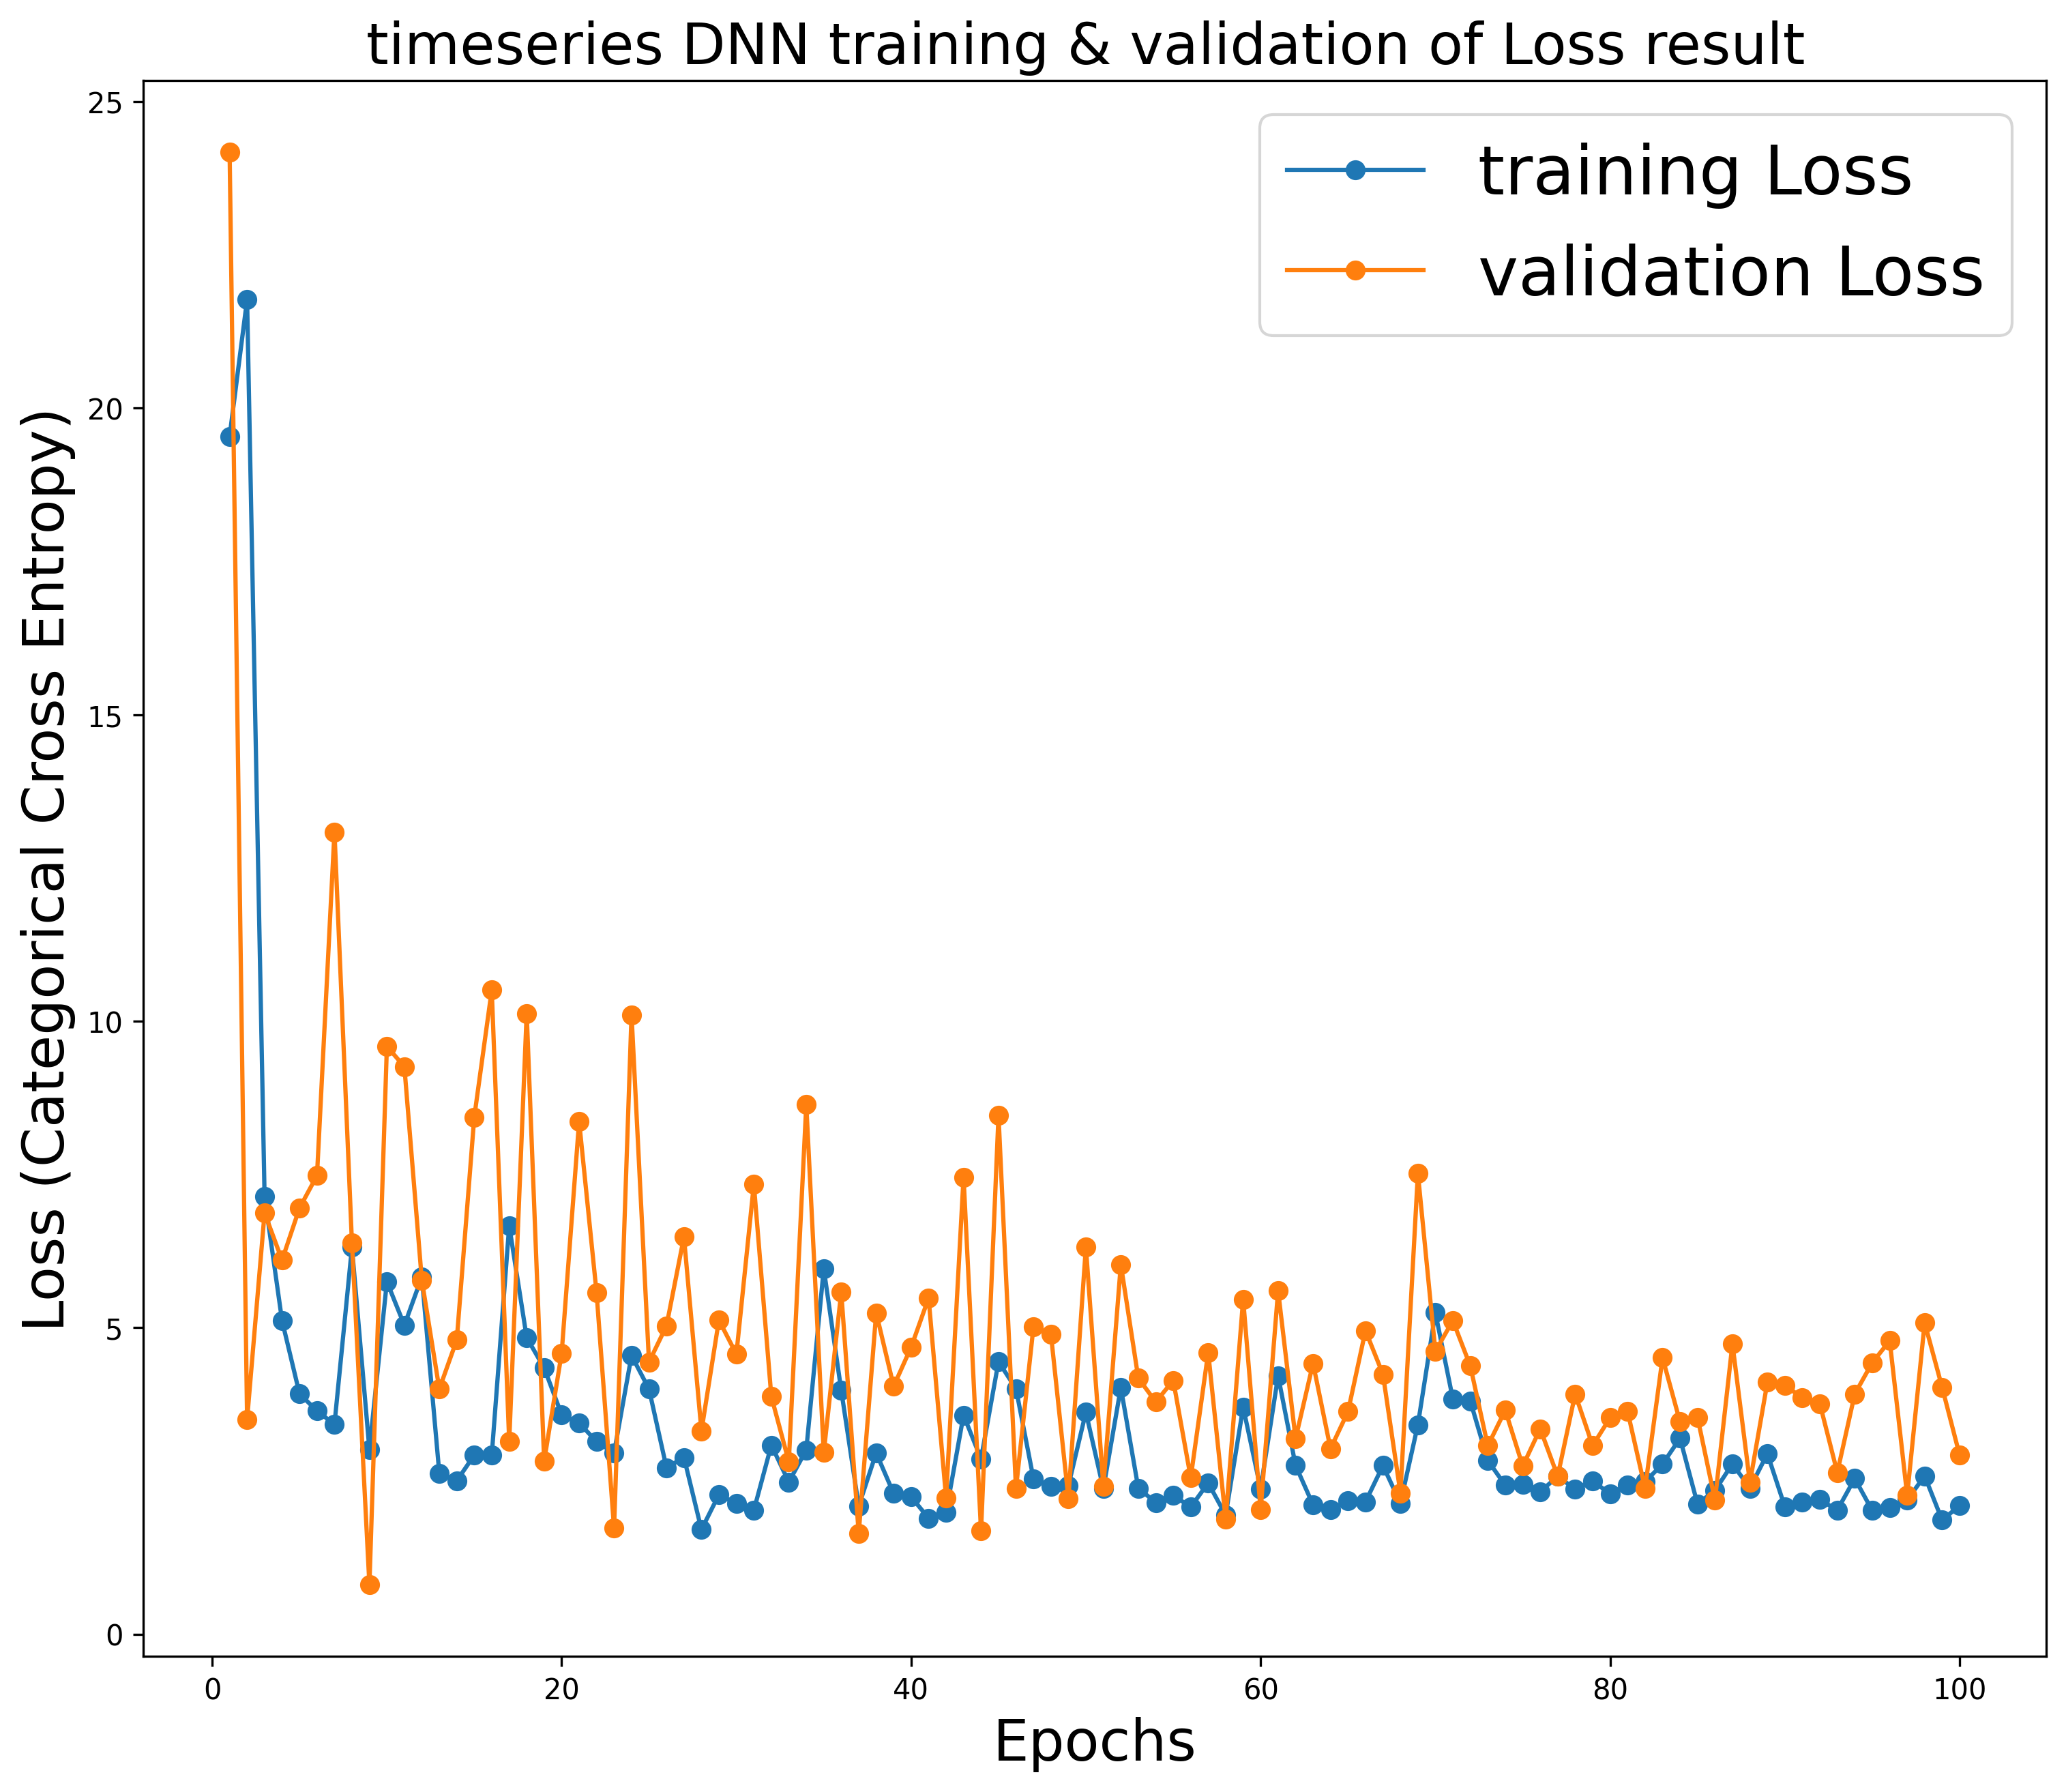 timeseries DNN training & validation of Loss result
training Loss
validation Loss
Loss (Categorical Cross Entropy)
25
20
15
10
5
0
0 20 40 60 80 100
Epochs